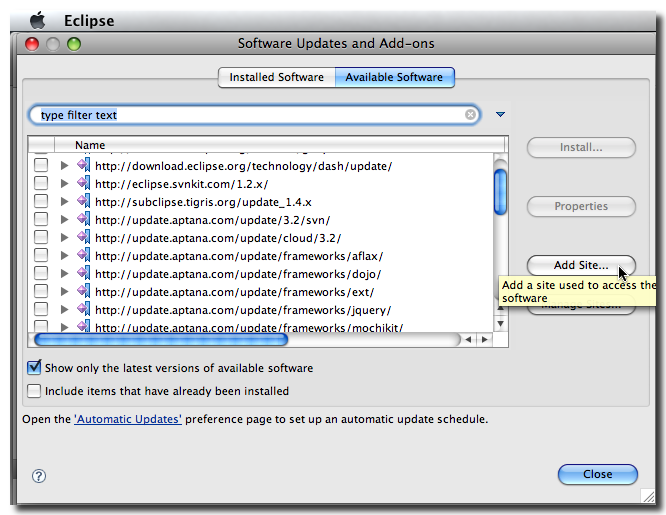 Eclipse
Software Updates and Add-ons
Installed Software
Available Software
type filter text
Name
http://download.eclipse.org/technology/dash/update/
http://eclipse.svnkit.com/1.2.x/
http://subclipse.tigris.org/update_1.4.x
http://update.aptana.com/update/3.2/svn/
http://update.aptana.com/update/cloud/3.2/
http://update.aptana.com/update/frameworks/aflax/
http://update.aptana.com/update/frameworks/dojo/
http://update.aptana.com/update/frameworks/ext/
http://update.aptana.com/update/frameworks/jquery/
http://update.aptana.com/update/frameworks/mochikit/
Install...
Properties
Add Site...
Add a site used to access the
software
Manage Sites...
Show only the latest versions of available software
Include items that have already been installed
Open the 'Automatic Updates' preference page to set up an automatic update schedule.
?
Close